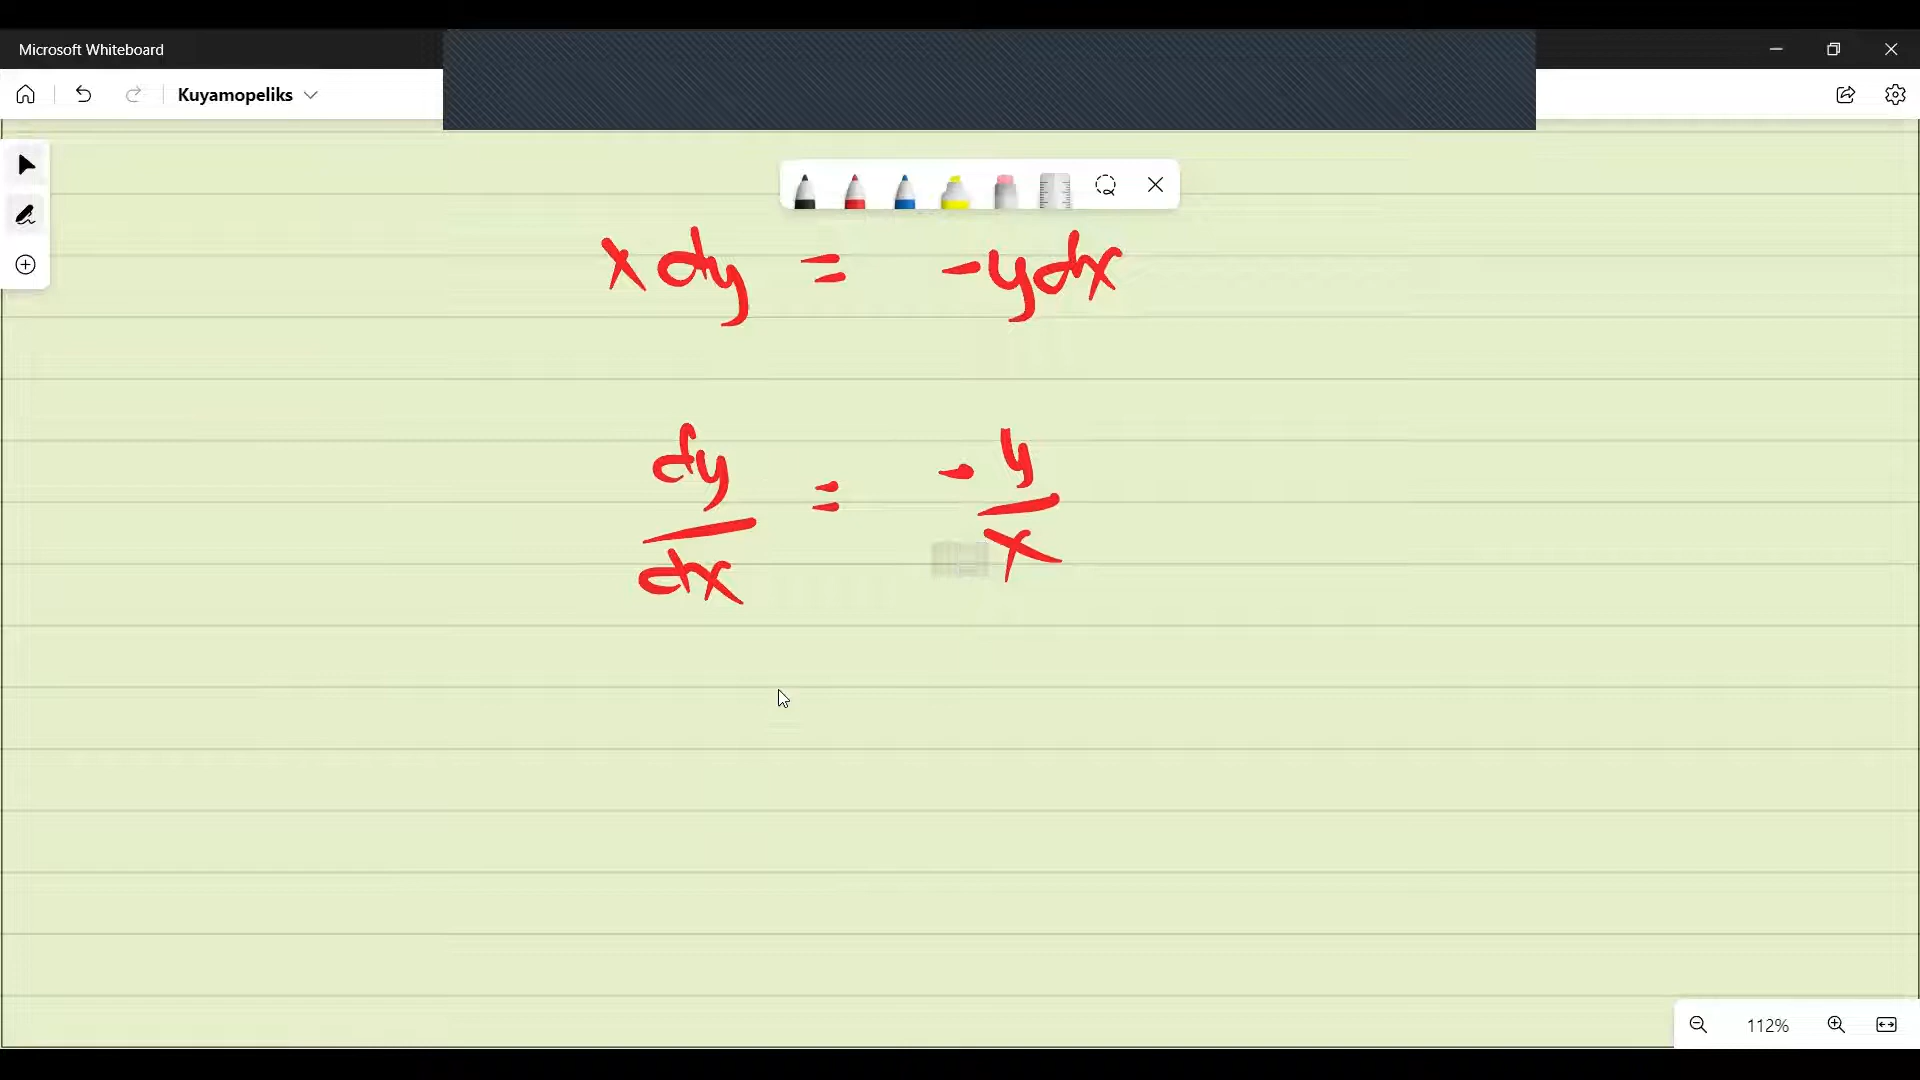 Microsoft Whiteboard
Kuyamopeliks
x dy = -y dx
dy/dx = -y/x
112%